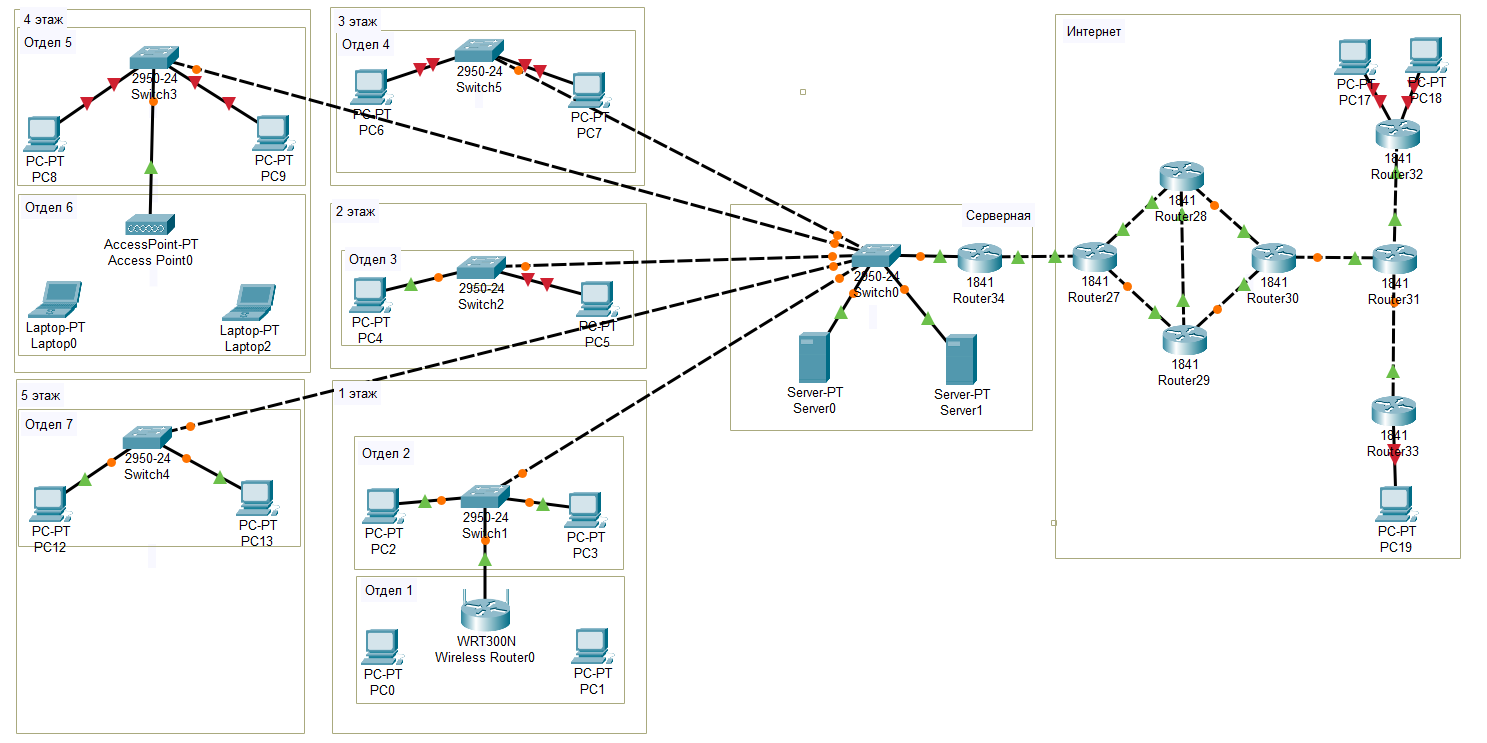 4 этаж
Отдел 5
2950-24
Switch3
PC-PT
PC8
PC-PT
PC9
Отдел 6
AccessPoint-PT
Access Point0
Laptop-PT
Laptop0
Laptop-PT
Laptop2
3 этаж
Отдел 4
2950-24
Switch5
PC-PT
PC6
PC-PT
PC7
2 этаж
Отдел 3
2950-24
Switch2
PC-PT
PC4
PC-PT
PC5
5 этаж
Отдел 7
2950-24
Switch4
PC-PT
PC12
PC-PT
PC13
1 этаж
Отдел 2
2950-24
Switch1
PC-PT
PC2
PC-PT
PC3
Отдел 1
WRT300N
Wireless Router0
PC-PT
PC0
PC-PT
PC1
Серверная
2950-24
Switch0
1841
Router34
Server-PT
Server0
Server-PT
Server1
Интернет
PC-PT
PC17
PC-PT
PC18
1841
Router32
1841
Router28
1841
Router27
1841
Router30
1841
Router31
1841
Router29
1841
Router33
PC-PT
PC19